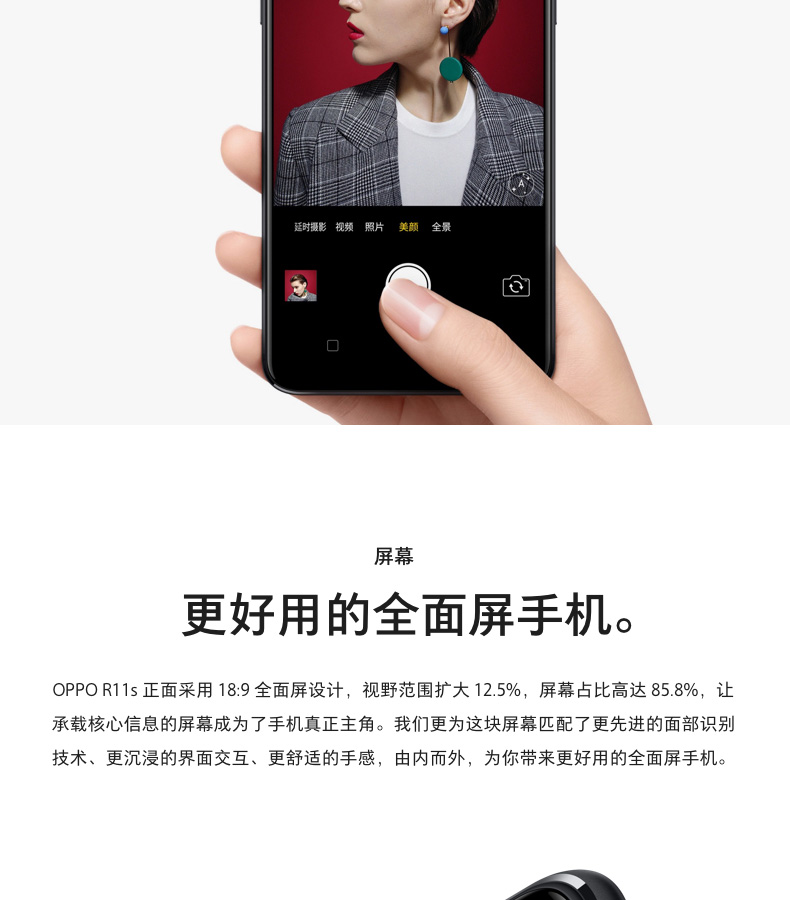 A
延时摄影 视频 照片 美颜 全景
屏幕
更好用的全面屏手机。
OPPO R11s 正面采用 18:9 全面屏设计，视野范围扩大 12.5%，屏幕占比高达 85.8%，让
承载核心信息的屏幕成为了手机真正主角。我们更为这块屏幕匹配了更先进的面部识别
技术、更沉浸的界面交互、更舒适的手感，由内而外，为你带来更好用的全面屏手机。